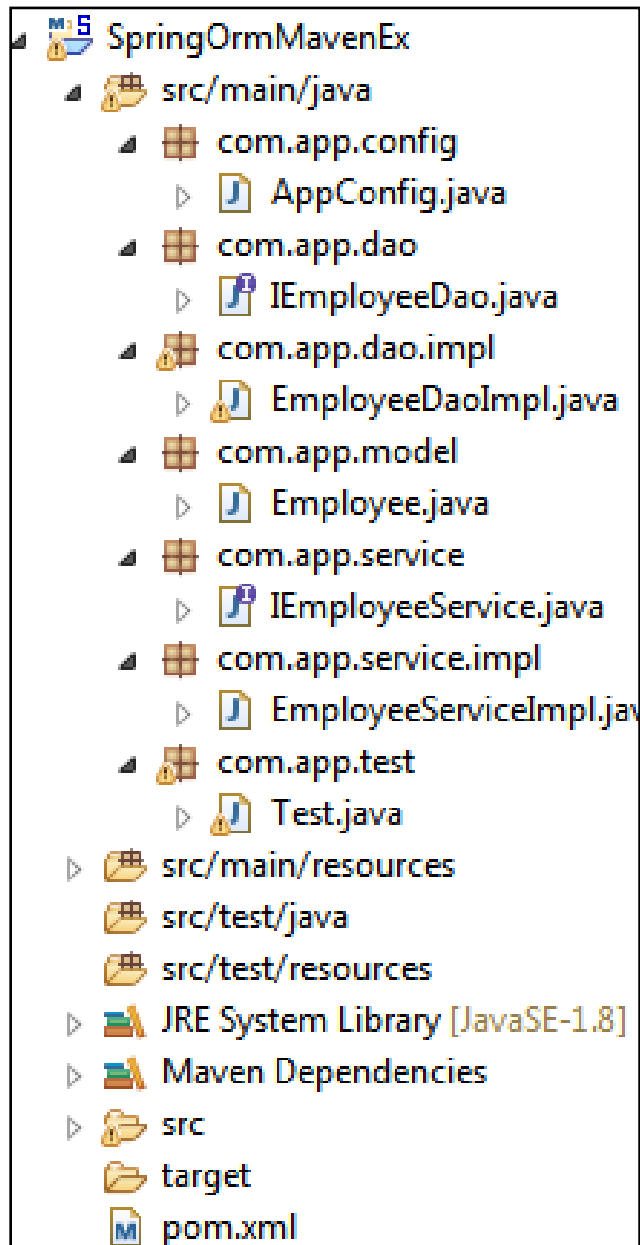 SpringOrmMavenEx
src/main/java
com.app.config
AppConfig.java
com.app.dao
IEmployeeDao.java
com.app.dao.impl
EmployeeDaoImpl.java
com.app.model
Employee.java
com.app.service
IEmployeeService.java
com.app.service.impl
EmployeeServiceImpl.jav
com.app.test
Test.java
src/main/resources
src/test/java
src/test/resources
JRE System Library [JavaSE-1.8]
Maven Dependencies
src
target
pom.xml